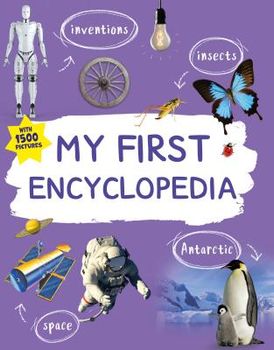 inventions
insects
WITH
1500
PICTURES
MY FIRST
ENCYCLOPEDIA
Antarctic
space